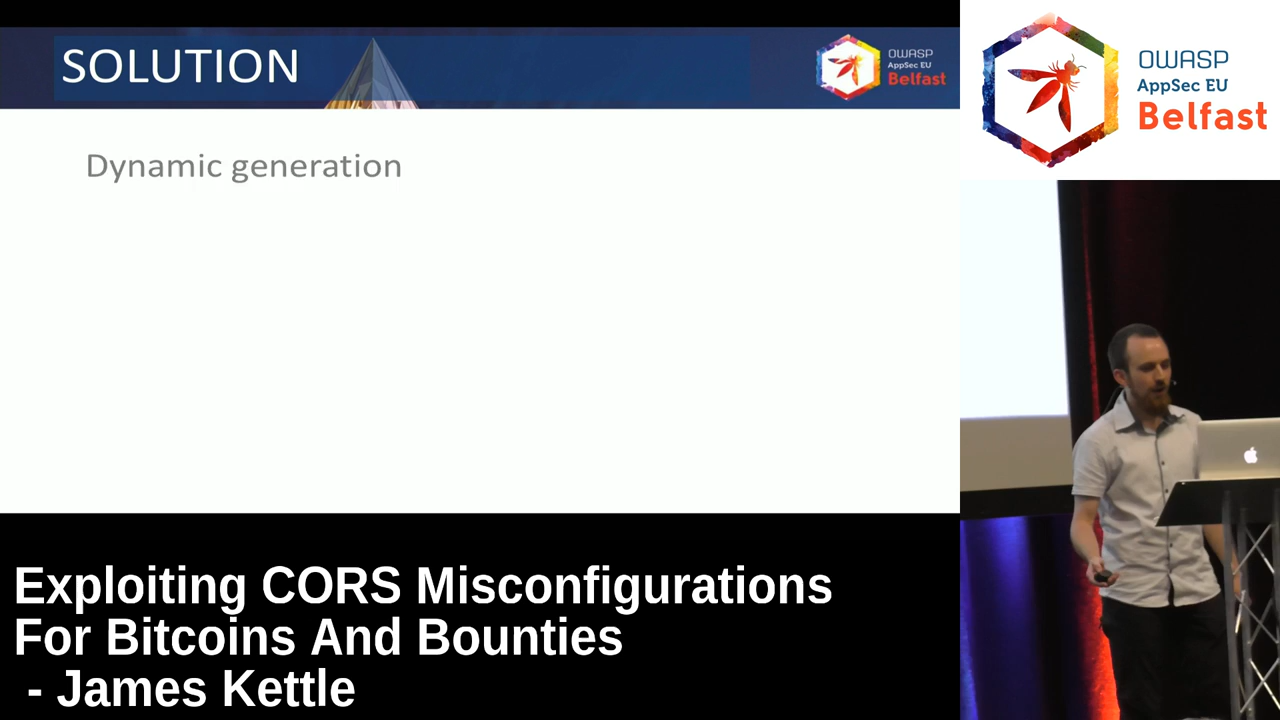 SOLUTION
OWASP
AppSec EU
Belfast
Dynamic generation
OWASP
AppSec EU
Belfast
Exploiting CORS Misconfigurations
For Bitcoins And Bounties
- James Kettle